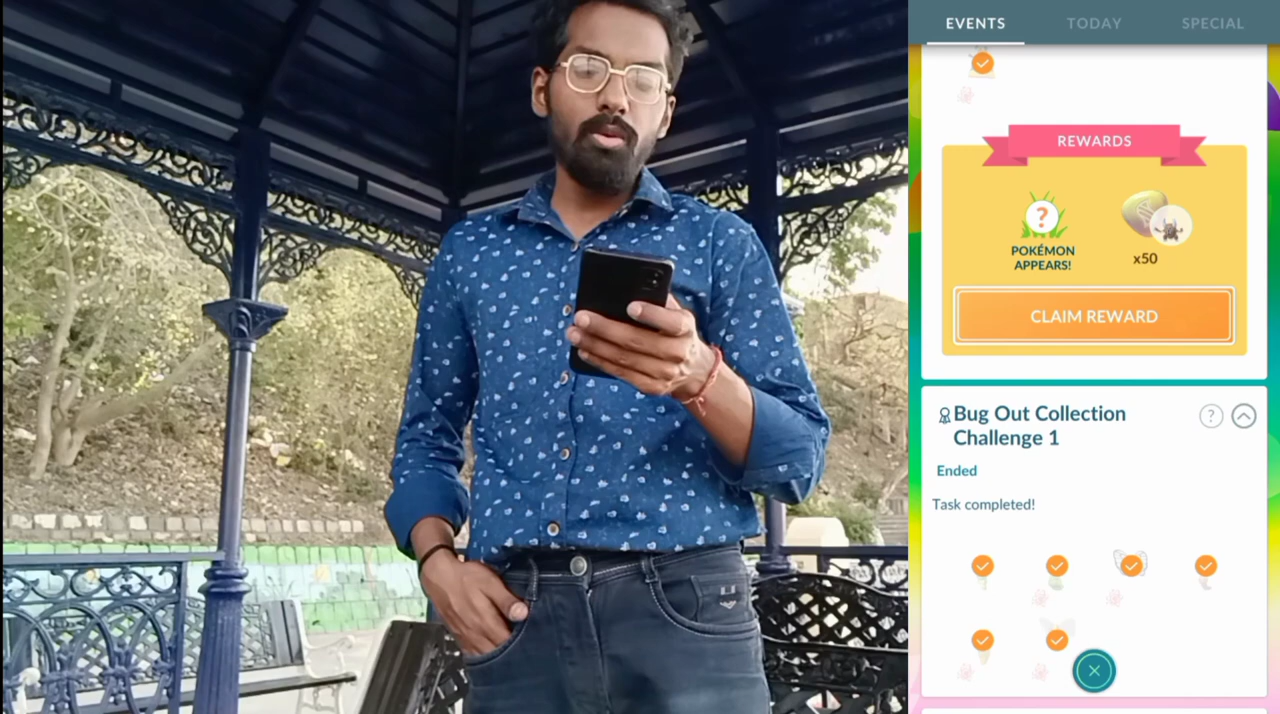 EVENTS
TODAY
SPECIAL
REWARDS
?
POKÉMON
APPEARS!
x50
CLAIM REWARD
Bug Out Collection
Challenge 1
?
Ended
Task completed!